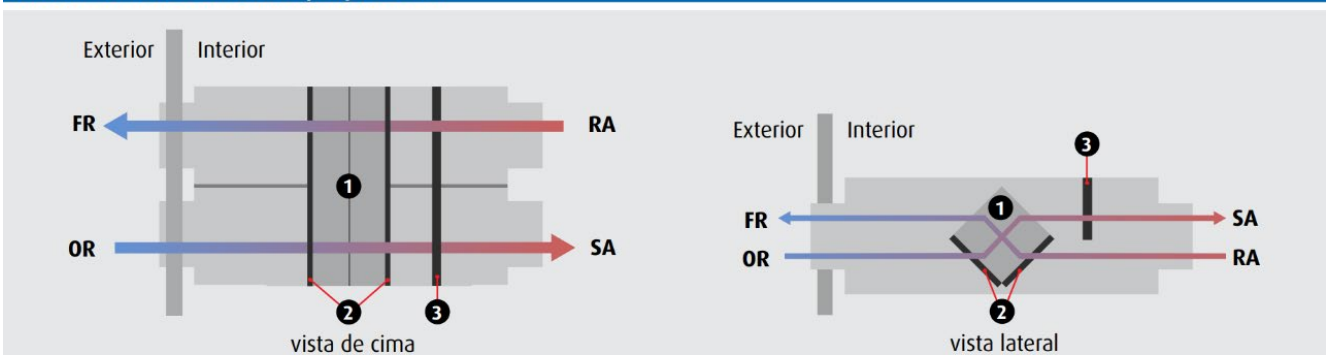 Exterior Interior
FR RA
1
OR SA
2 3
vista de cima
Exterior Interior
3
1
FR SA
OR RA
2
vista lateral